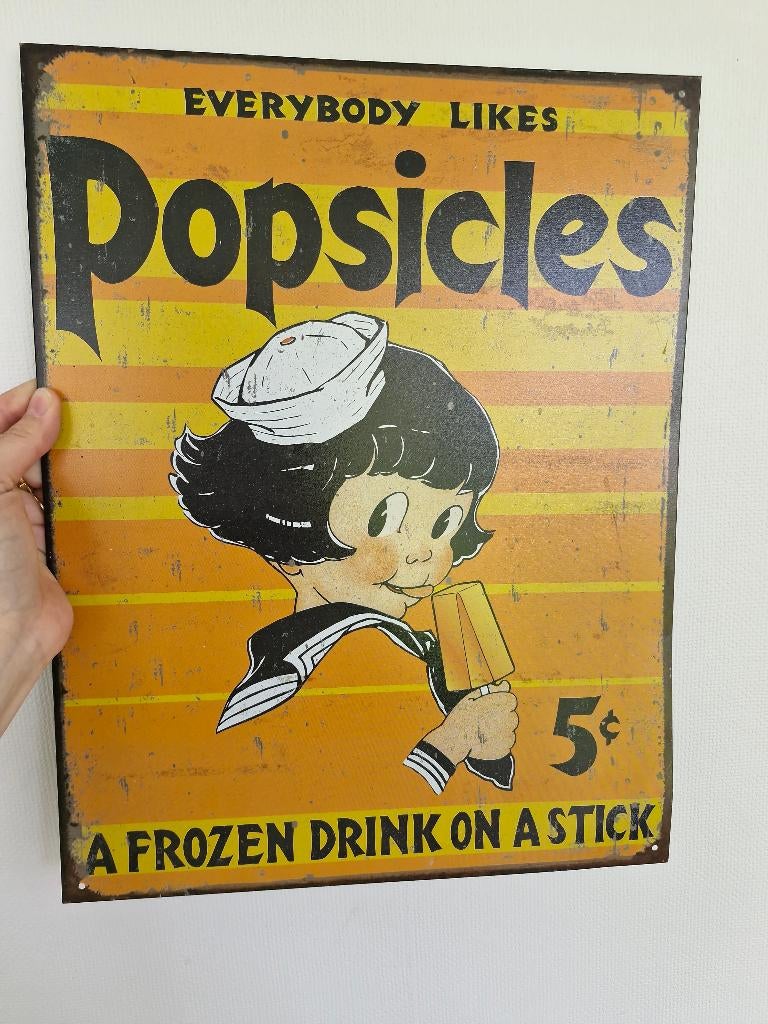 EVERYBODY LIKES
Popsicles
5¢
A FROZEN DRINK ON A STICK